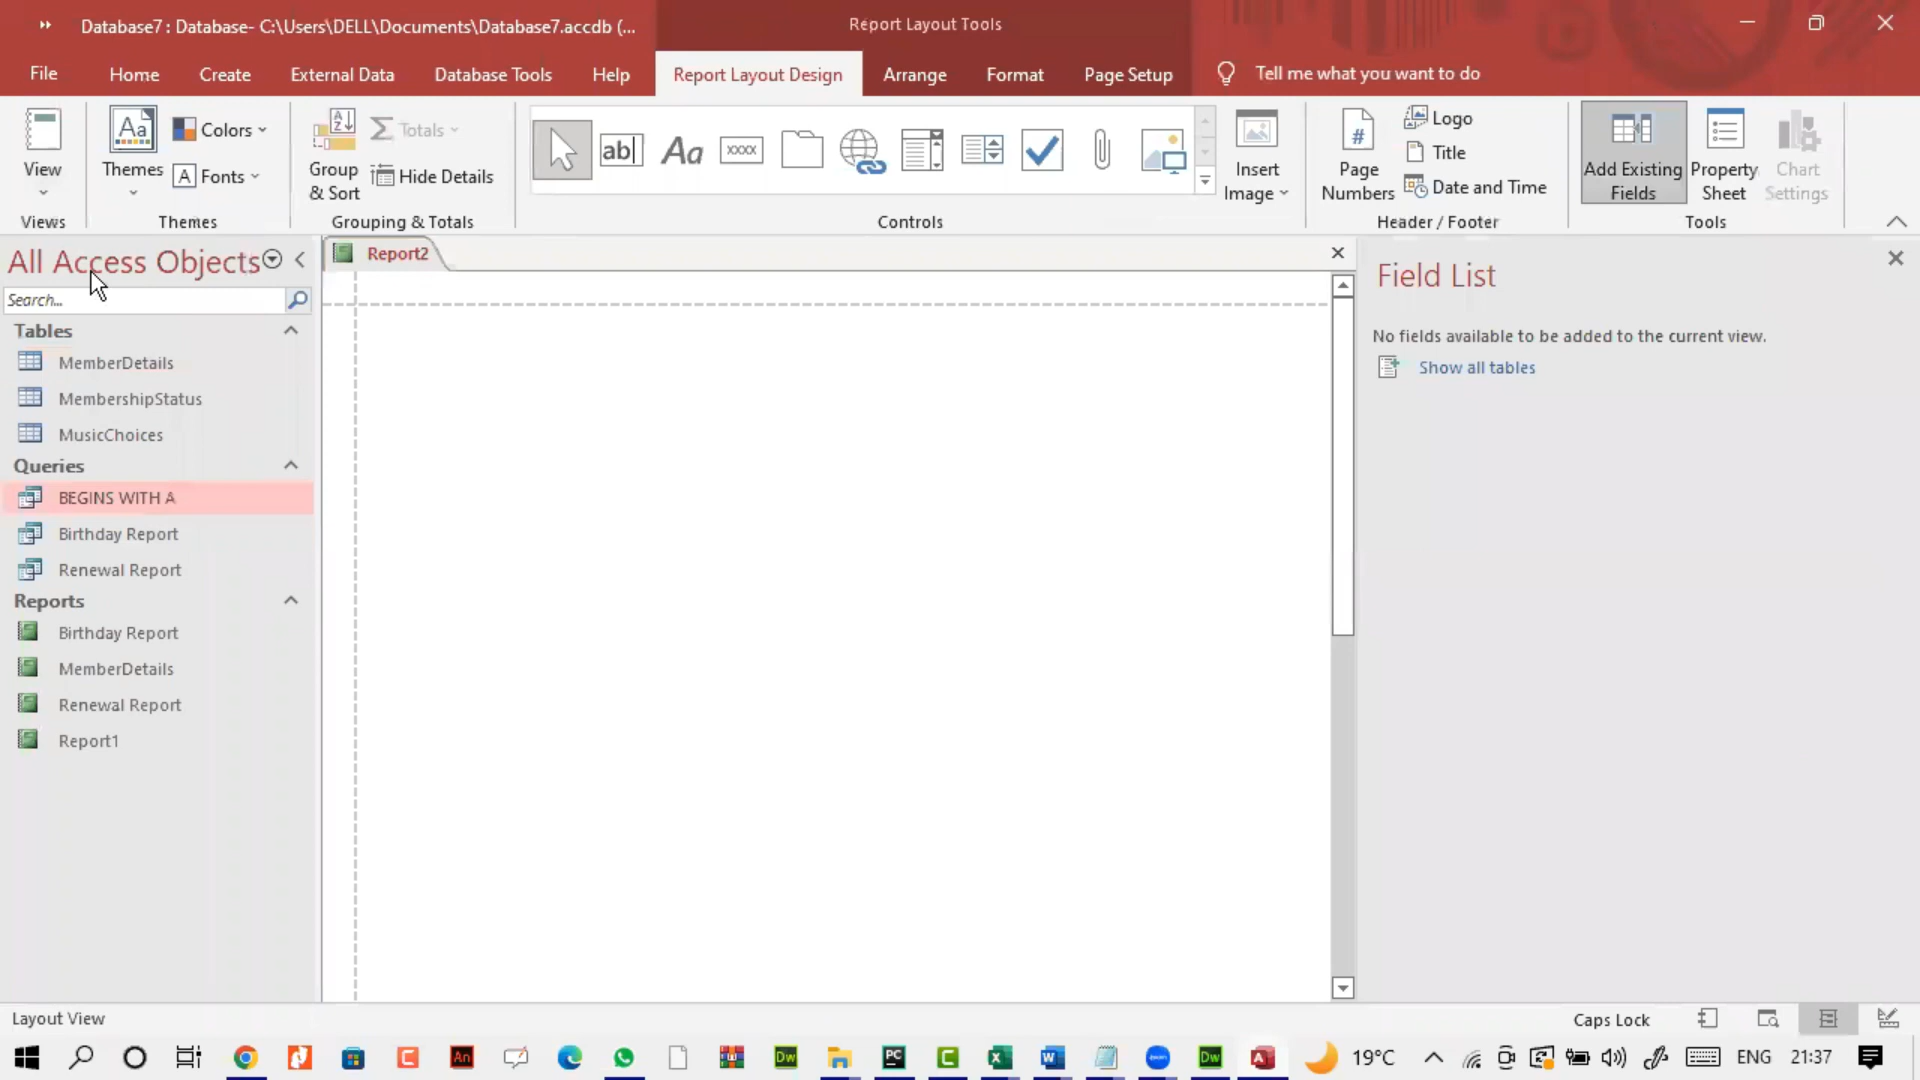 Database7 : Database- C:\Users\DELL\Documents\Database7.accdb (...
Report Layout Tools
File
Home
Create
External Data
Database Tools
Help
Report Layout Design
Arrange
Format
Page Setup
Tell me what you want to do
View
Views
Aa
Themes
Colors
A Fonts
Themes
Group
& Sort
Totals
Hide Details
Grouping & Totals
ab
Aa
xxxx
Controls
Insert
Image
#
Page
Numbers
Logo
Title
Date and Time
Header / Footer
Add Existing
Fields
Property
Sheet
Chart
Settings
Tools
All Access Objects
Search...
Tables
MemberDetails
MembershipStatus
MusicChoices
Queries
BEGINS WITH A
Birthday Report
Renewal Report
Reports
Birthday Report
MemberDetails
Renewal Report
Report1
Report2
Field List
No fields available to be added to the current view.
Show all tables
Layout View
Caps Lock
An
Dw
PC
C
Dw
19°C
ENG
21:37